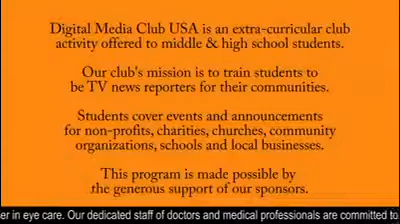 Digital Media Club USA is an extra-curricular club
activity offered to middle & high school students.
Our club's mission is to train students to
be TV news reporters for their communities.
Students cover events and announcements
for non-profits, charities, churches, community
organizations, schools and local businesses.
This program is made possible by
the generous support of our sponsors.
in eye care. Our dedicated staff of doctors and medical professionals are committed to